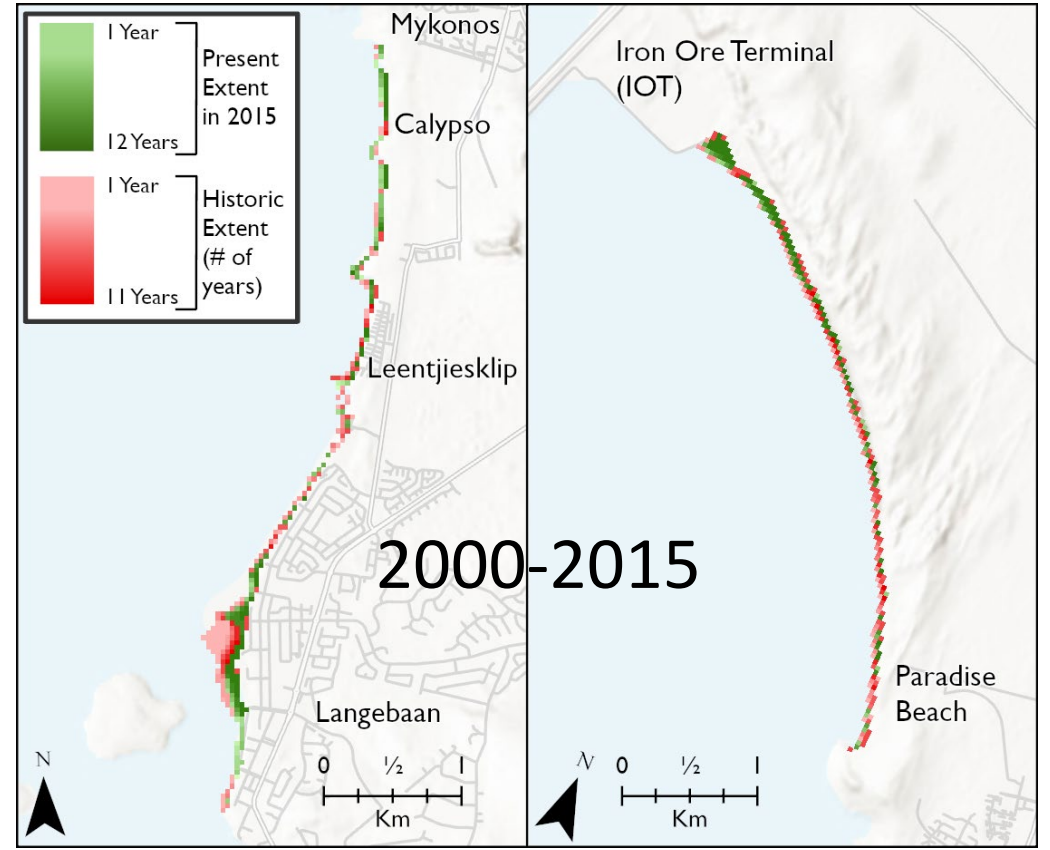 1 Year
Present
Extent
in 2015
12 Years
1 Year
Historic
Extent
(# of
years)
11 Years
Mykonos
Calypso
Leentjiesklip
2000-2015
Langebaan
N
0 ½ 1
Km
Iron Ore Terminal
(IOT)
Paradise
Beach
N
0 ½ 1
Km